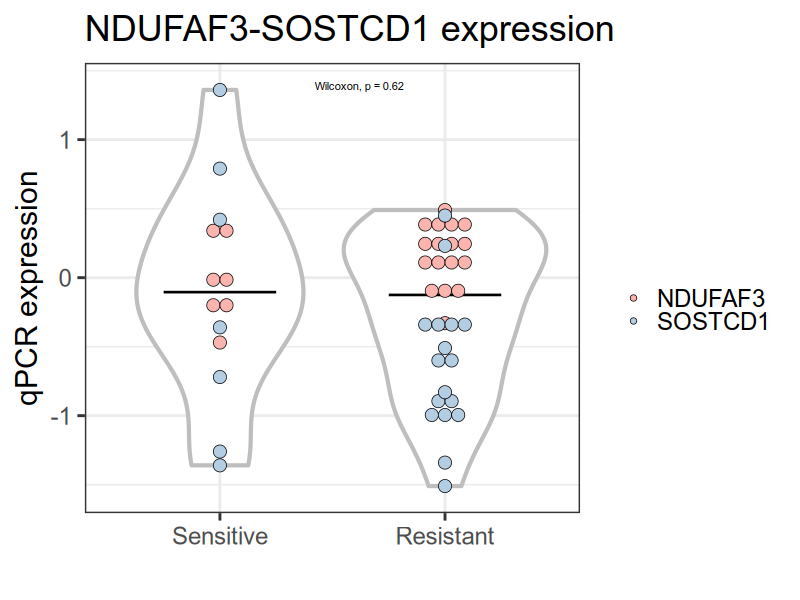 NDUFAF3-SOSTCD1 expression
Wilcoxon, p = 0.62
qPCR expression
1
0
-1
Sensitive
Resistant
NDUFAF3
SOSTCD1